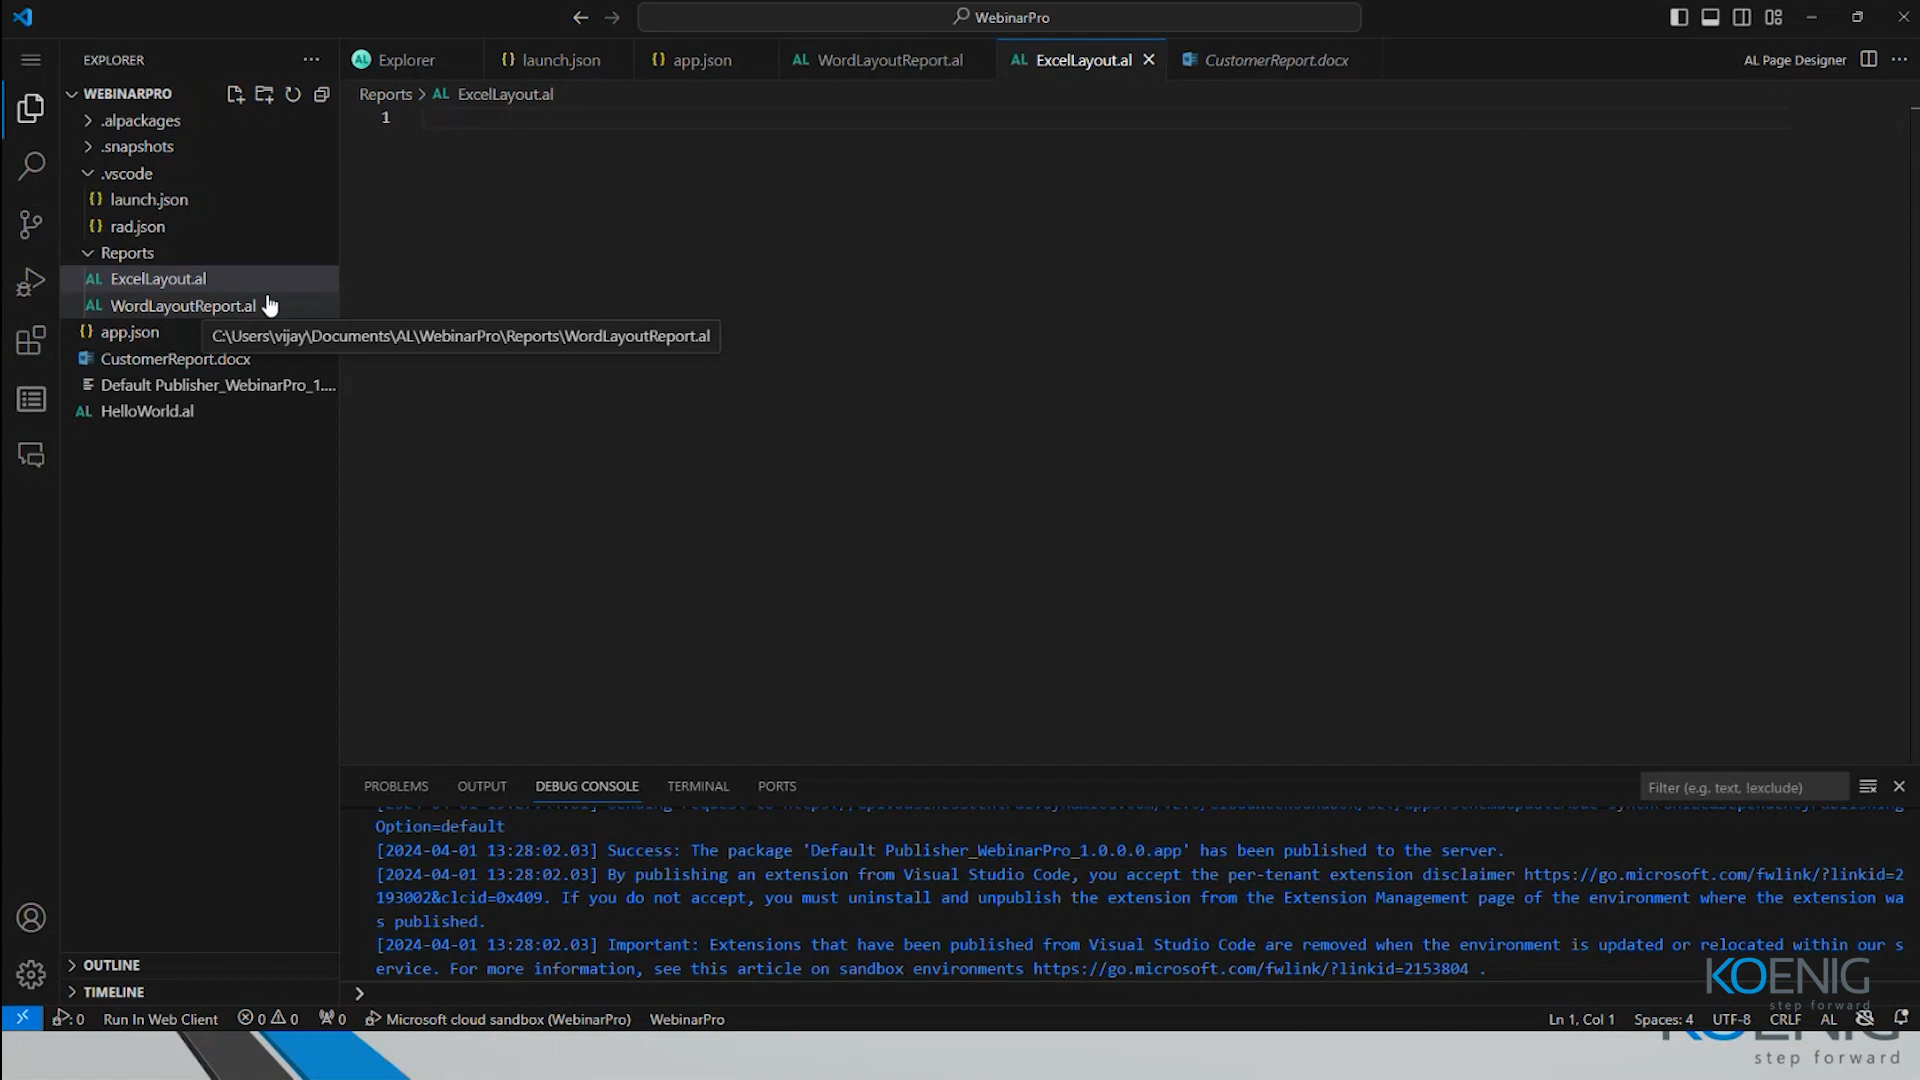 WebinarPro
EXPLORER
Explorer
launch.json
app.json
WordLayoutReport.al
ExcelLayout.al
CustomerReport.docx
AL Page Designer
WEBINARPRO
Reports > AL ExcelLayout.al
1
.alpackages
.snapshots
.vscode
launch.json
rad.json
Reports
AL ExcelLayout.al
AL WordLayoutReport.al
app.json
C:\Users\vijay\Documents\AL\WebinarPro\Reports\WordLayoutReport.al
CustomerReport.docx
Default Publisher_WebinarPro_1....
AL HelloWorld.al
PROBLEMS
OUTPUT
DEBUG CONSOLE
TERMINAL
PORTS
Filter (e.g. text, !exclude)
Option=default
[2024-04-01 13:28:02.03] Success: The package 'Default Publisher_WebinarPro_1.0.0.0.app' has been published to the server.
[2024-04-01 13:28:02.03] By publishing an extension from Visual Studio Code, you accept the per-tenant extension disclaimer https://go.microsoft.com/fwlink/?linkid=2
193002&clcid=0x409. If you do not accept, you must uninstall and unpublish the extension from the Extension Management page of the environment where the extension wa
s published.
[2024-04-01 13:28:02.03] Important: Extensions that have been published from Visual Studio Code are removed when the environment is updated or relocated within our s
ervice. For more information, see this article on sandbox environments https://go.microsoft.com/fwlink/?linkid=2153804 .
OUTLINE
TIMELINE
KOENIG
step forward
0
Run In Web Client
0 0
0
Microsoft cloud sandbox (WebinarPro)
WebinarPro
Ln 1, Col 1
Spaces: 4
UTF-8
CRLF
AL
KOENIG
step forward